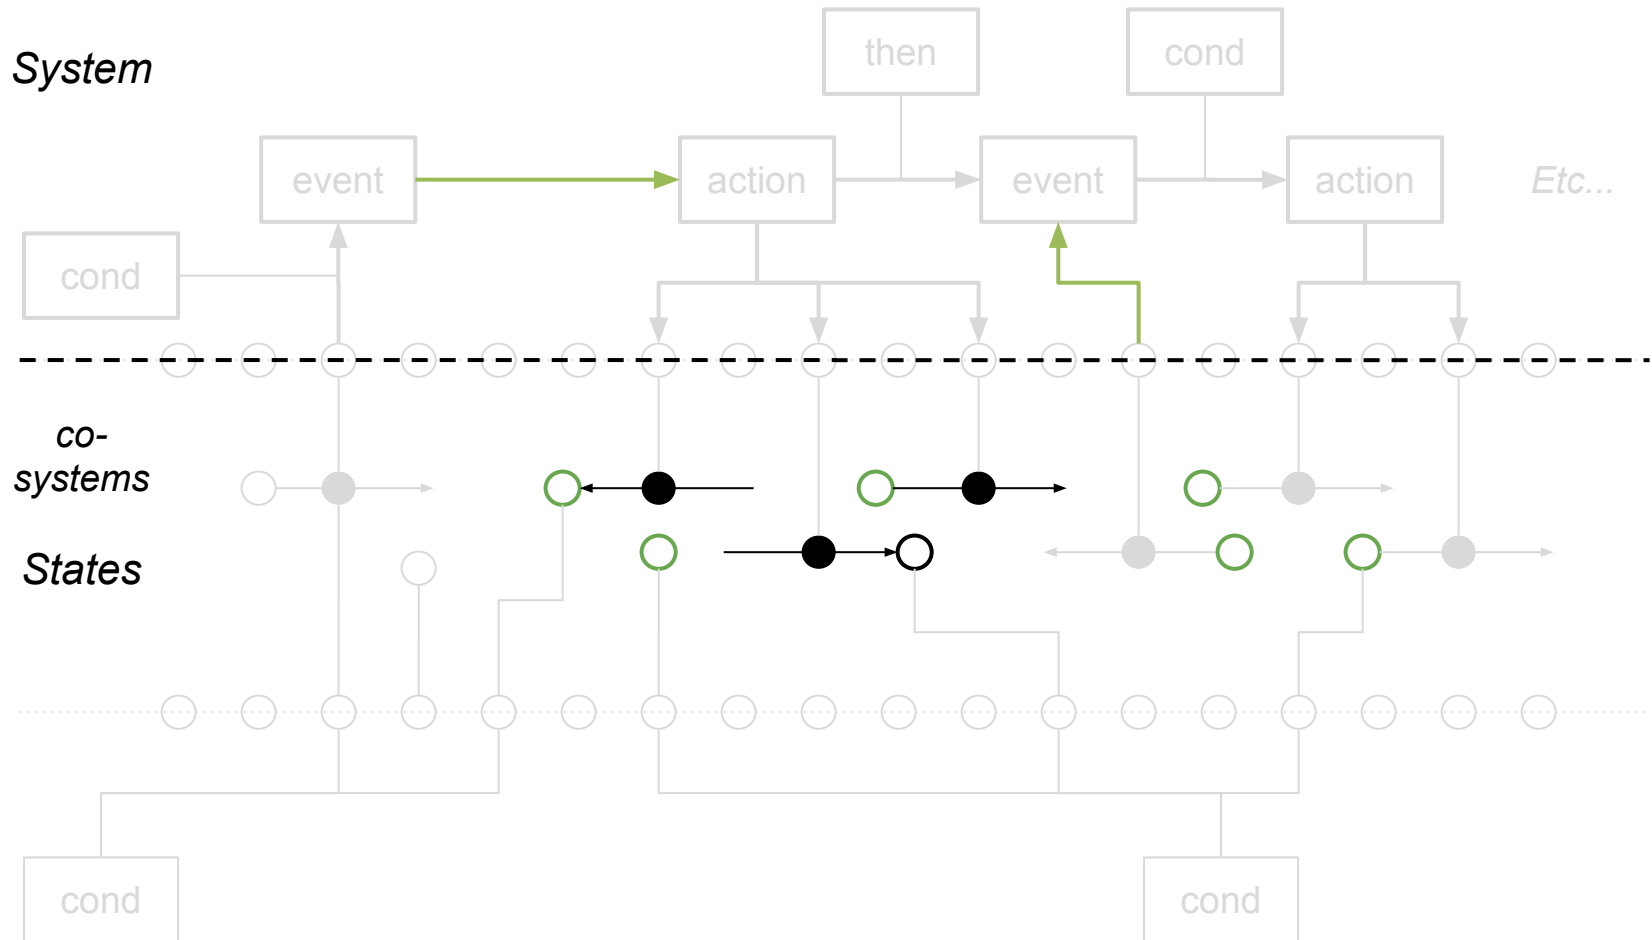 then
cond
System
event
action
event
action
Etc...
cond
co-
systems
States
cond
cond